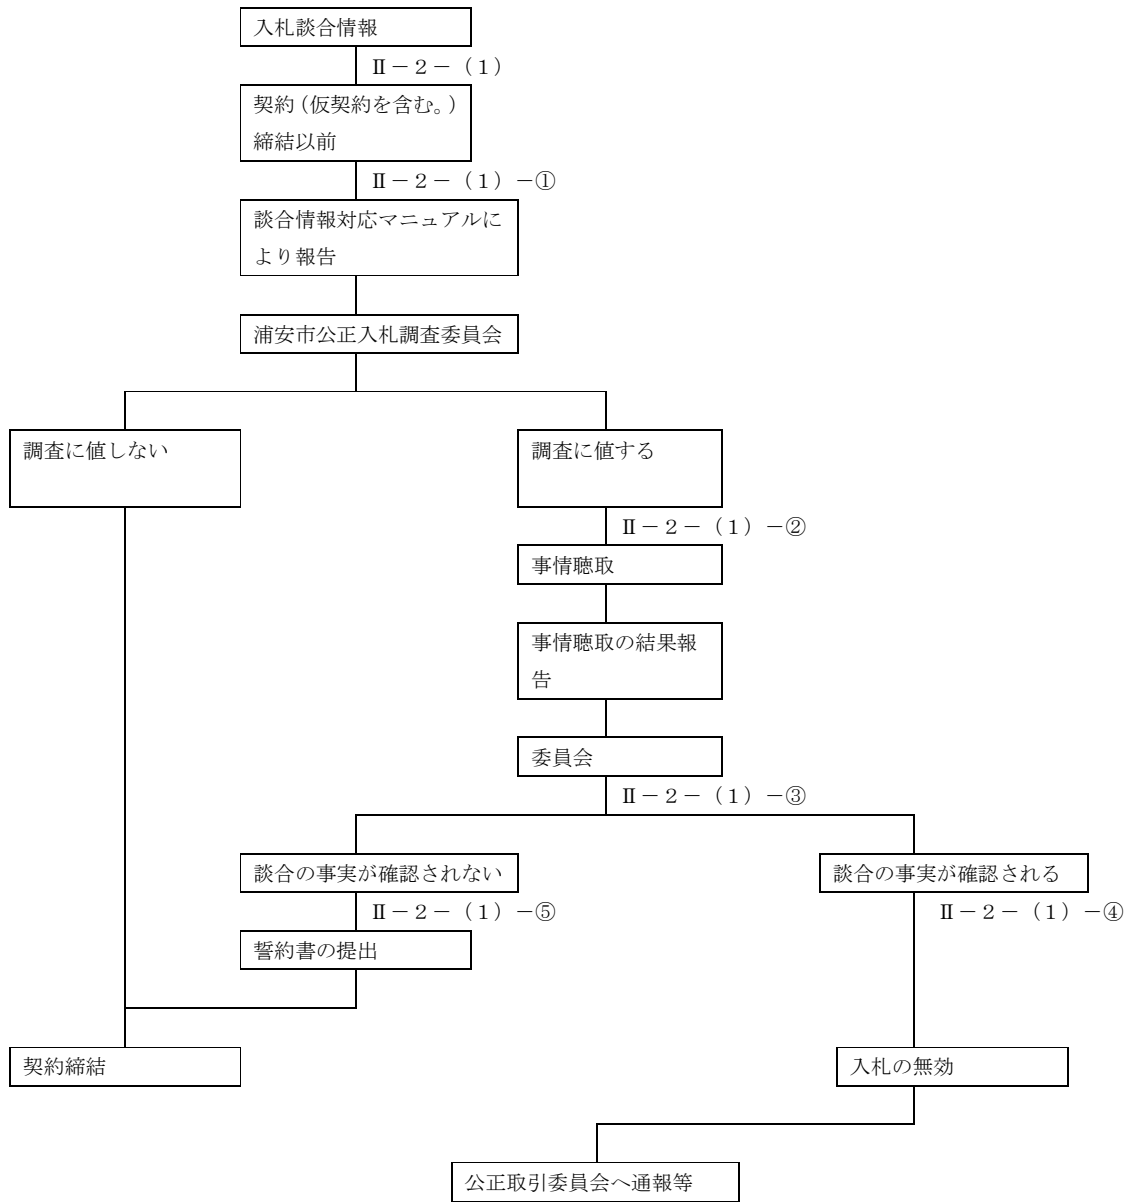 入札談合情報
Ⅱ－２－（１）
契約（仮契約を含む。）
締結以前
Ⅱ－２－（１）－①
談合情報対応マニュアルに
より報告
浦安市公正入札調査委員会
調査に値しない
調査に値する
Ⅱ－２－（１）－②
事情聴取
事情聴取の結果報
告
委員会
Ⅱ－２－（１）－③
談合の事実が確認されない
談合の事実が確認される
Ⅱ－２－（１）－⑤
Ⅱ－２－（１）－④
誓約書の提出
契約締結
入札の無効
公正取引委員会へ通報等